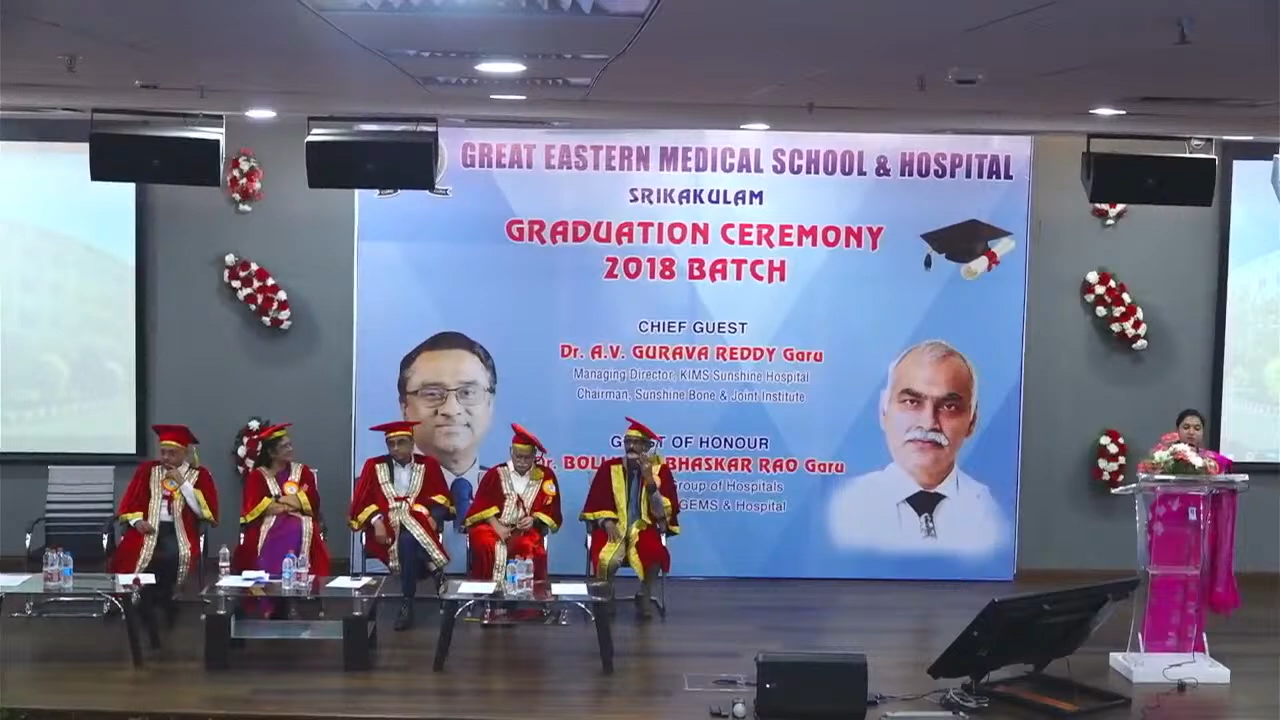 GREAT EASTERN MEDICAL SCHOOL & HOSPITAL
SRIKAKULAM
GRADUATION CEREMONY
2018 BATCH
CHIEF GUEST
Dr. A.V. GURAVA REDDY Garu
Managing Director, KIMS Sunshine Hospital
Chairman, Sunshine Bone & Joint Institute
OF HONOUR
BHASKAR RAO Garu
Group of Hospitals
GEMS & Hospital